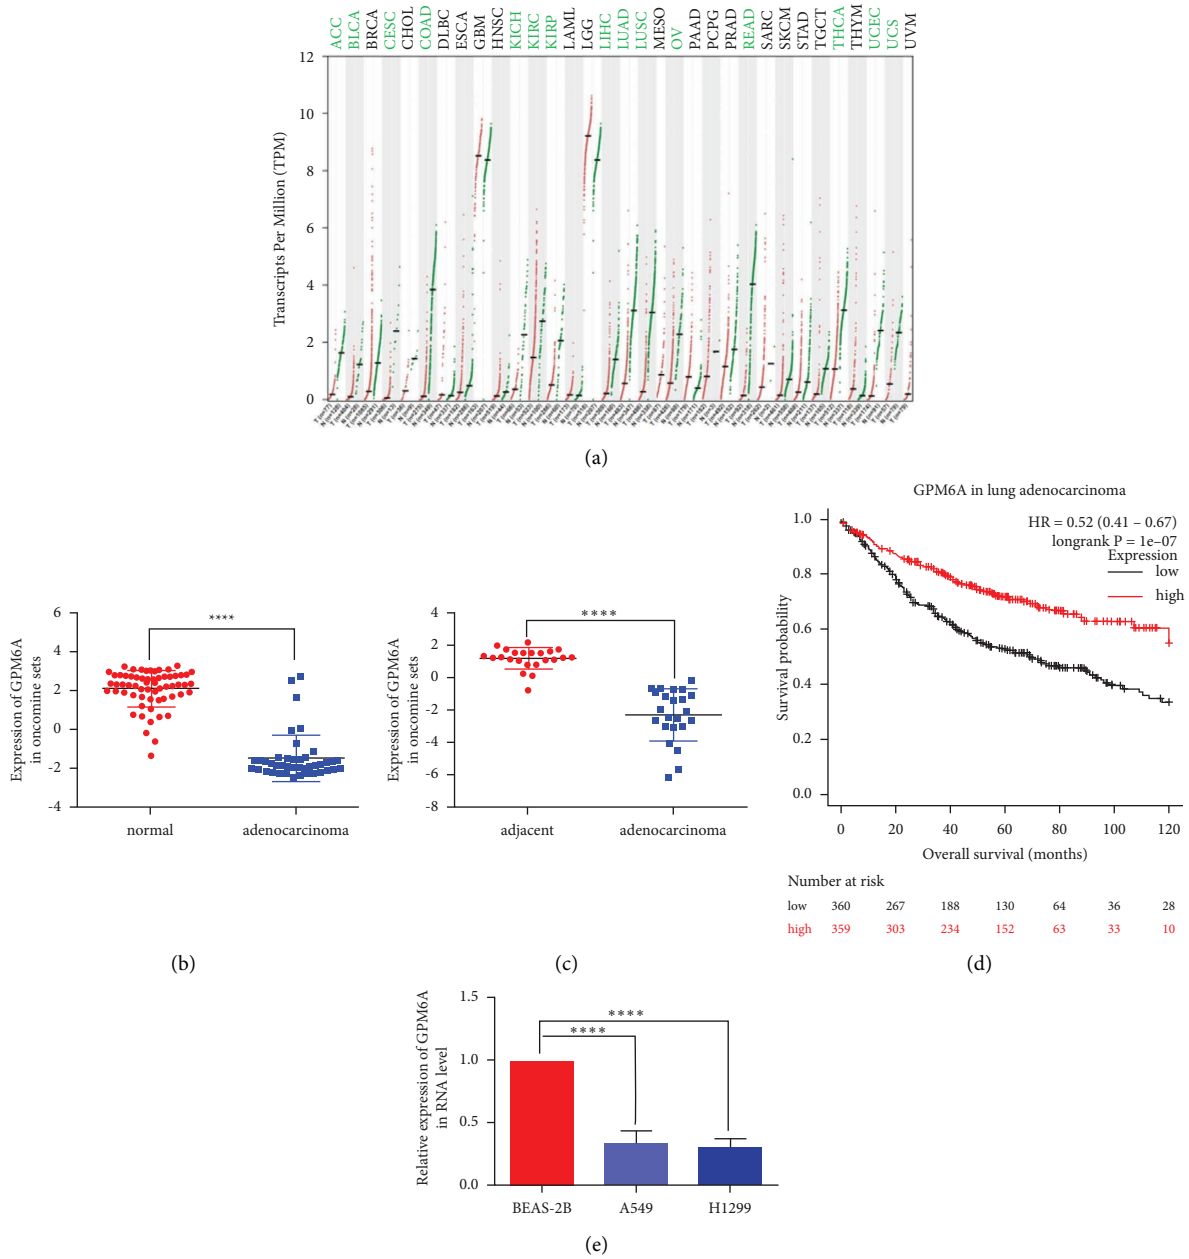 ACC BLCA BRCA CESC CHOL COAD DLBC ESCA GBM HNSC KICH KIRC KIRP LAML LGG LIHC LUAD LUSC MESO OV PAAD PCPG PRAD READ SARC SKCM STAD TGCT THCA THYM UCEC UCS UVM
Transcripts Per Million (TPM)
12
10
8
6
4
2
0
(a)
Expression of GPM6A
in oncomine sets
6
4
2
0
-2
-4
****
normal adenocarcinoma
(b)
Expression of GPM6A
in oncomine sets
4
2
0
-2
-4
-6
-8
****
adjacent adenocarcinoma
(c)
GPM6A in lung adenocarcinoma
HR = 0.52 (0.41 – 0.67)
longrank P = 1e–07
Expression
low
high
Survival probability
1.0
0.8
0.6
0.4
0.2
0.0
0 20 40 60 80 100 120
Overall survival (months)
Number at risk
low 360 267 188 130 64 36 28
high 359 303 234 152 63 33 10
(d)
Relative expression of GPM6A
in RNA level
1.5
1.0
0.5
0.0
****
****
BEAS-2B A549 H1299
(e)